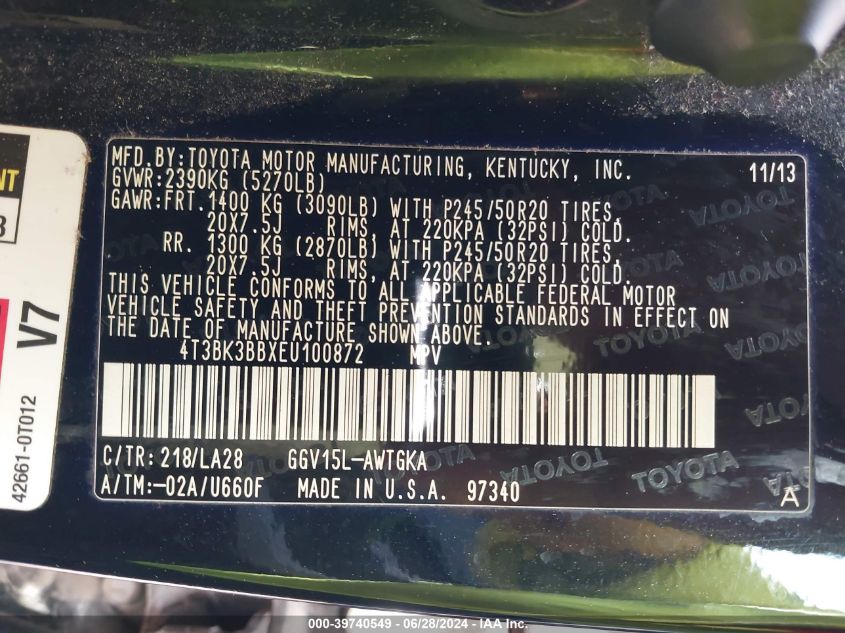 MFD.BY:TOYOTA MOTOR MANUFACTURING, KENTUCKY, INC. 11/13
GVWR:2390KG (5270LB)
GAWR:FRT.1400 KG (3090LB) WITH P245/50R20 TIRES,
20X7.5J RIMS, AT 220KPA (32PSI) COLD.
RR. 1300 KG (2870LB) WITH P245/50R20 TIRES,
20X7.5J RIMS, AT 220KPA (32PSI) COLD.
THIS VEHICLE CONFORMS TO ALL APPLICABLE FEDERAL MOTOR
VEHICLE SAFETY AND THEFT PREVENTION STANDARDS IN EFFECT ON
THE DATE OF MANUFACTURE SHOWN ABOVE.
4T3BK3BBXEU100872 MPV
C/TR:218/LA28 GGV15L-AWTGKA
A/TM:-02A/U660F MADE IN U.S.A. 97340
A
V7
42661-0T012
000-39740549 - 06/28/2024 - IAA Inc.